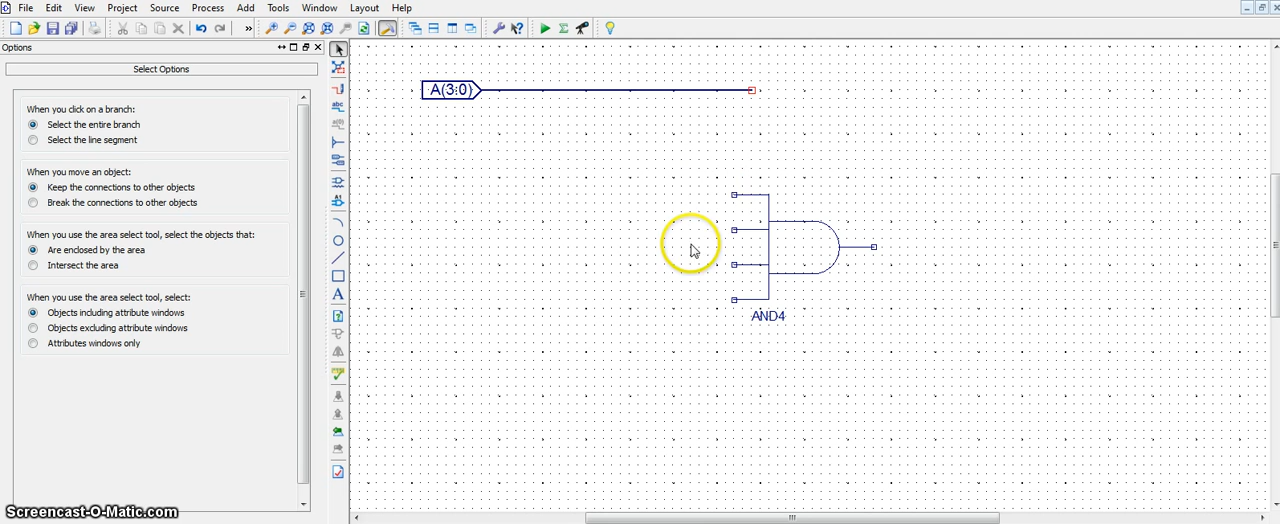 File Edit View Project Source Process Add Tools Window Layout Help
»
Options
Select Options
When you click on a branch:
Select the entire branch
Select the line segment
When you move an object:
Keep the connections to other objects
Break the connections to other objects
When you use the area select tool, select the objects that:
Are enclosed by the area
Intersect the area
When you use the area select tool, select:
Objects including attribute windows
Objects excluding attribute windows
Attributes windows only
abc
a(0)
A1
A
A(3:0)
AND4
Screencast-O-Matic.com